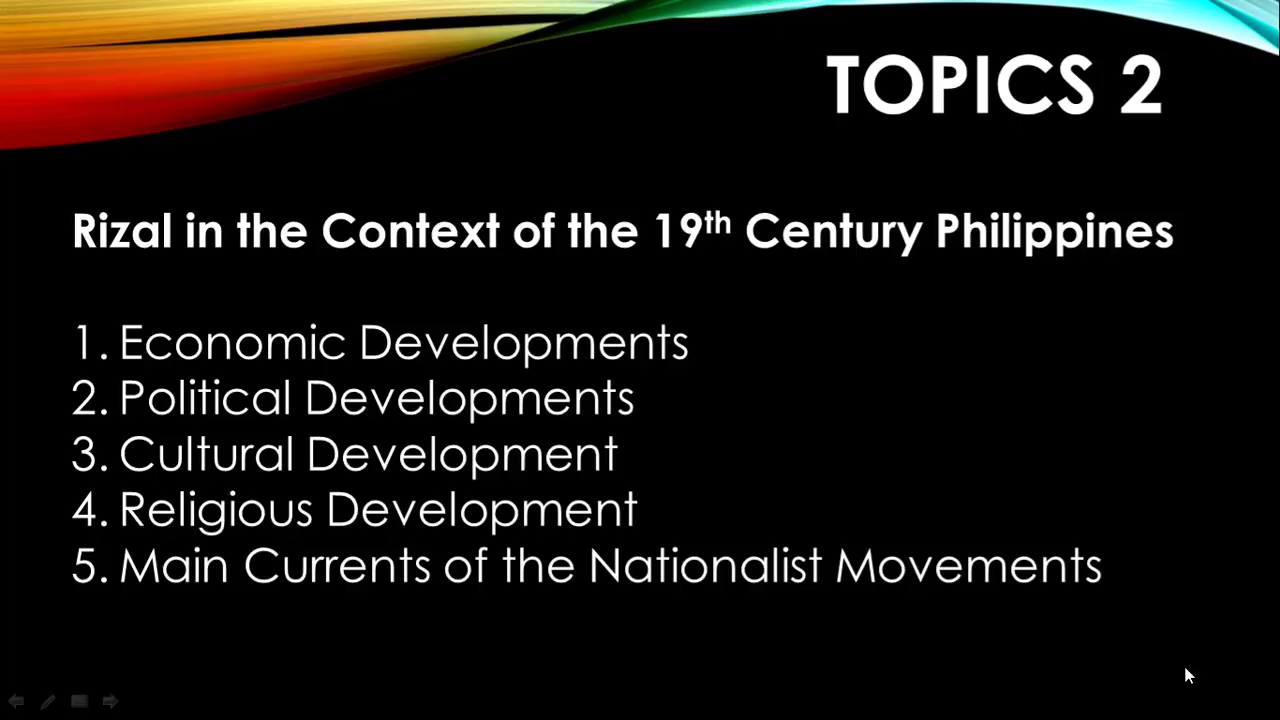 TOPICS 2
Rizal in the Context of the 19th Century Philippines
1. Economic Developments
2. Political Developments
3. Cultural Development
4. Religious Development
5. Main Currents of the Nationalist Movements